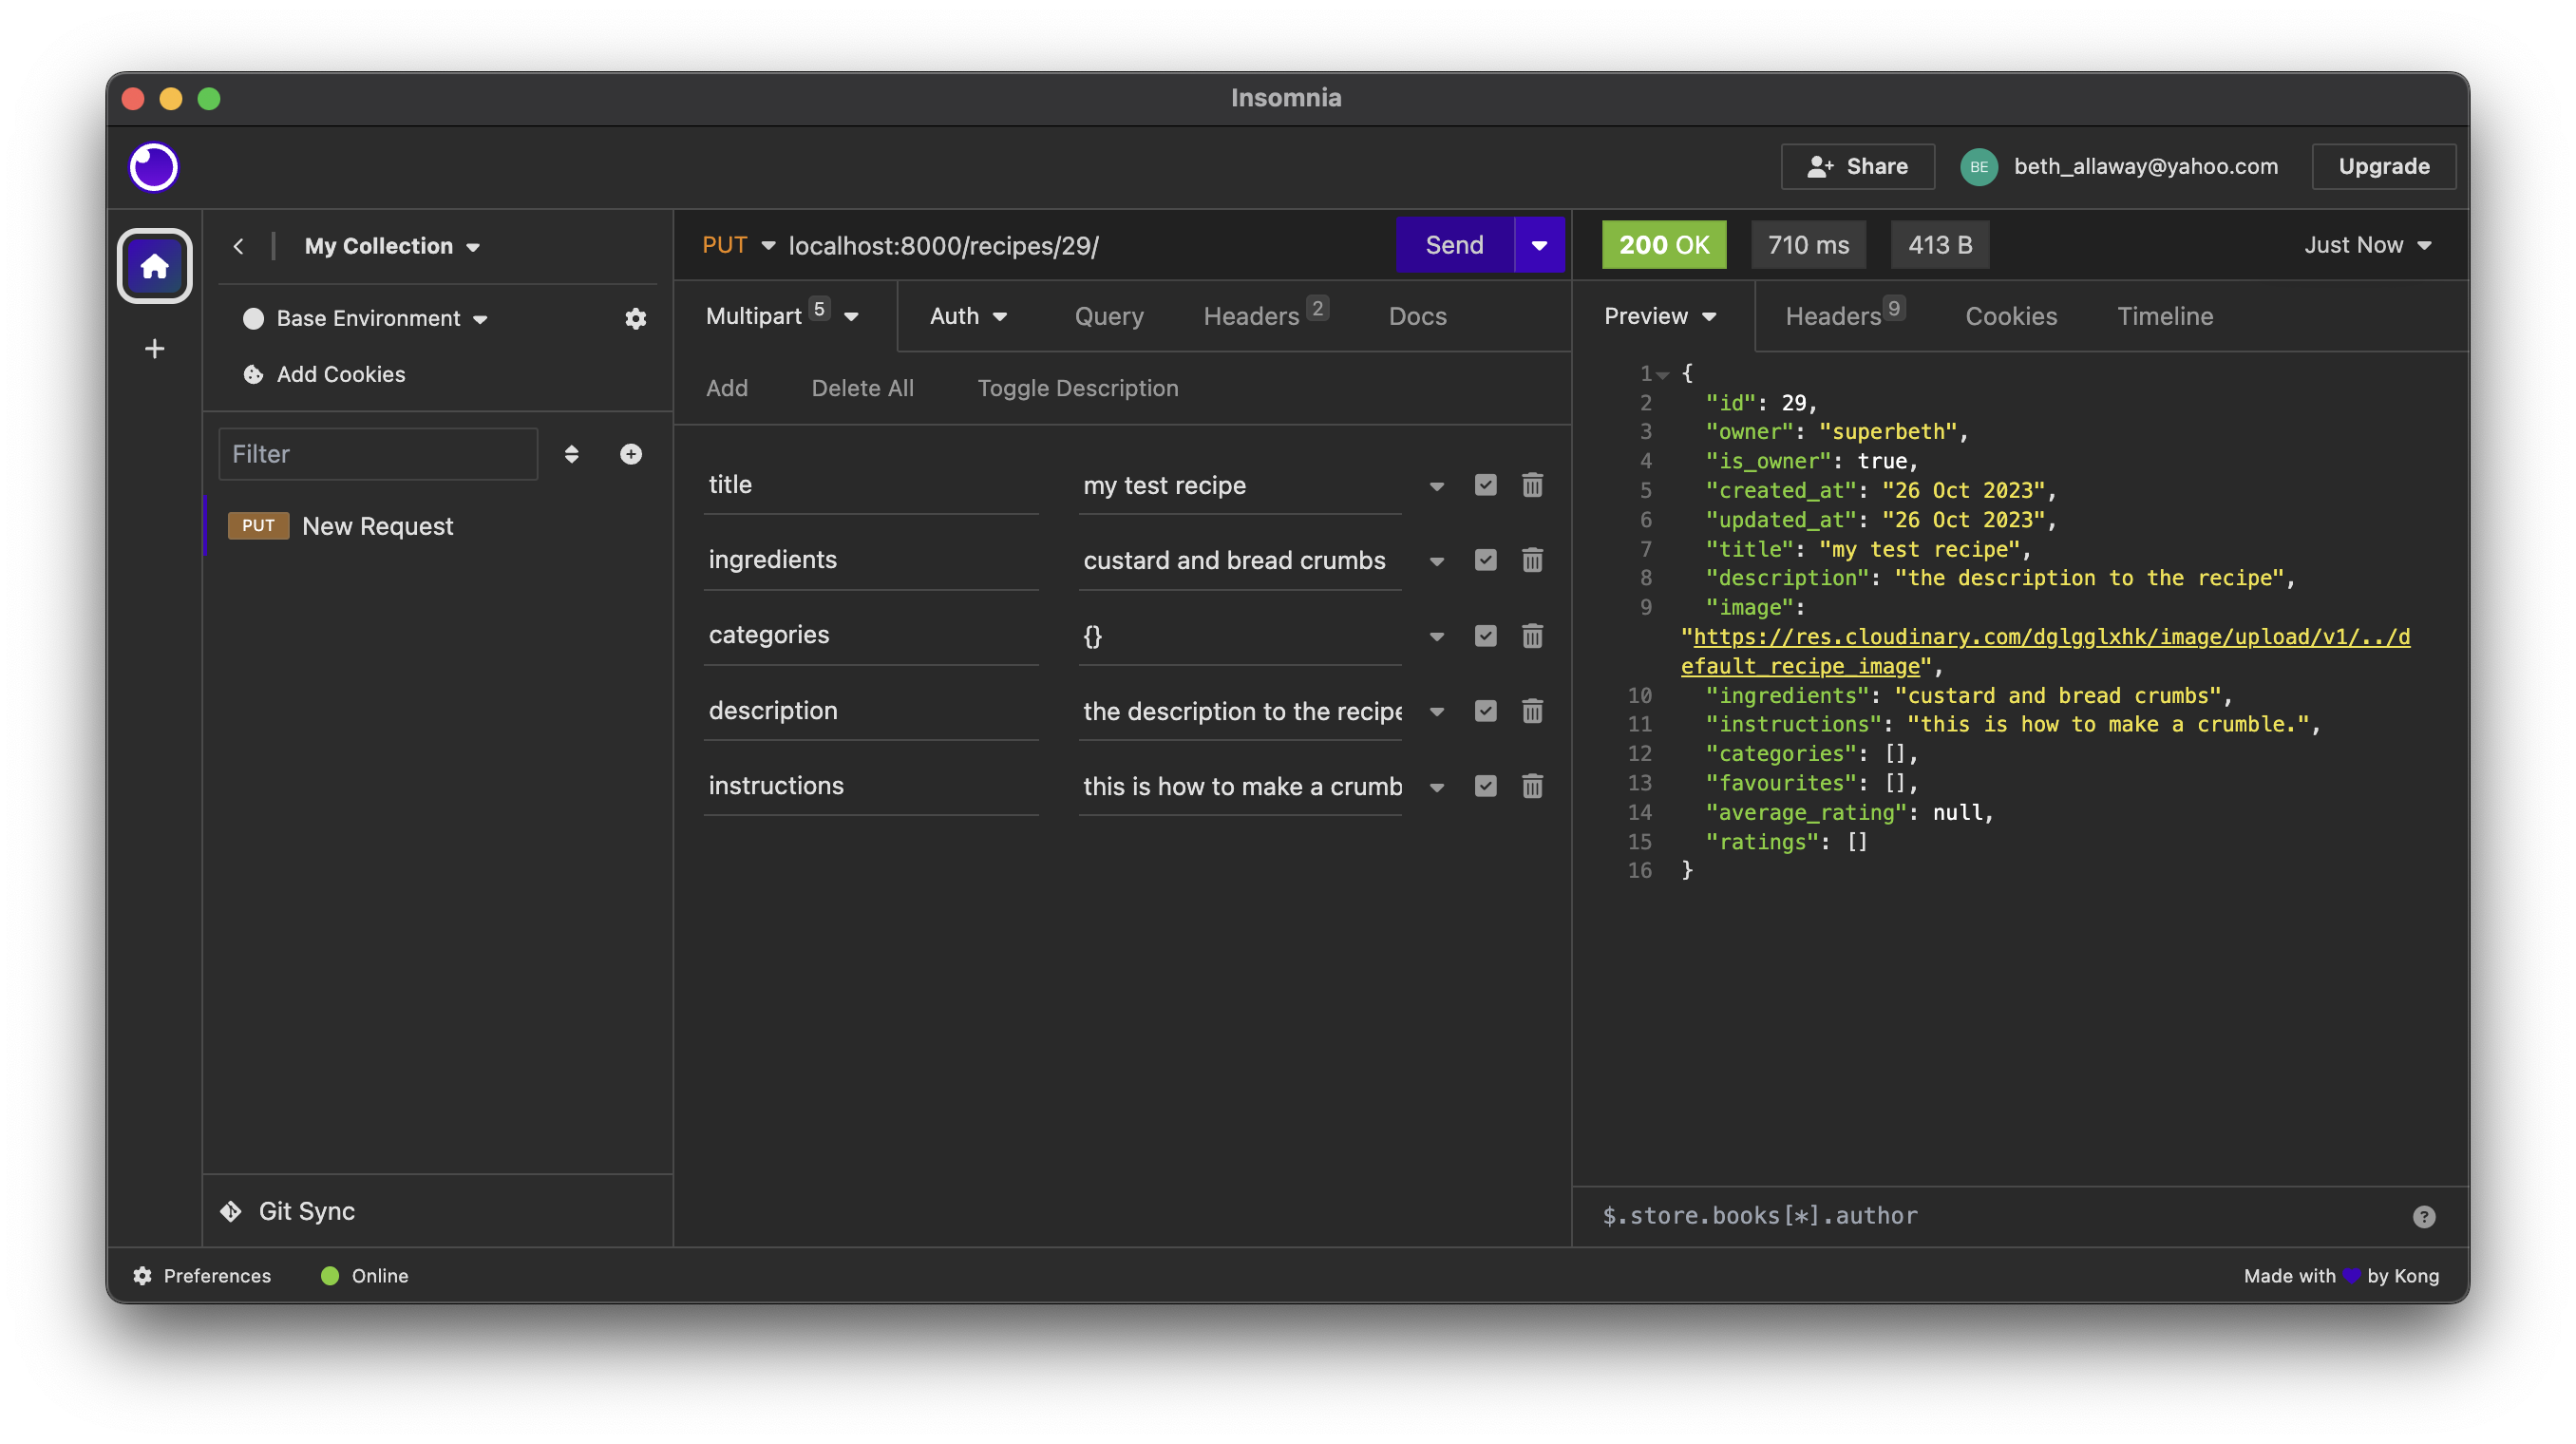 Insomnia
Share
BE
beth_allaway@yahoo.com
Upgrade
My Collection
Base Environment
Add Cookies
Filter
PUT New Request
Git Sync
PUT localhost:8000/recipes/29/
Send
Multipart 5
Auth
Query
Headers 2
Docs
Add
Delete All
Toggle Description
title my test recipe
ingredients custard and bread crumbs
categories {}
description the description to the recipe
instructions this is how to make a crumb
200 OK
710 ms
413 B
Just Now
Preview
Headers 9
Cookies
Timeline
1 {
2 "id": 29,
3 "owner": "superbeth",
4 "is_owner": true,
5 "created_at": "26 Oct 2023",
6 "updated_at": "26 Oct 2023",
7 "title": "my test recipe",
8 "description": "the description to the recipe",
9 "image":
"https://res.cloudinary.com/dglgglxhk/image/upload/v1/../d
efault_recipe_image",
10 "ingredients": "custard and bread crumbs",
11 "instructions": "this is how to make a crumble.",
12 "categories": [],
13 "favourites": [],
14 "average_rating": null,
15 "ratings": []
16 }
$.store.books[*].author
?
Preferences
Online
Made with 💜 by Kong